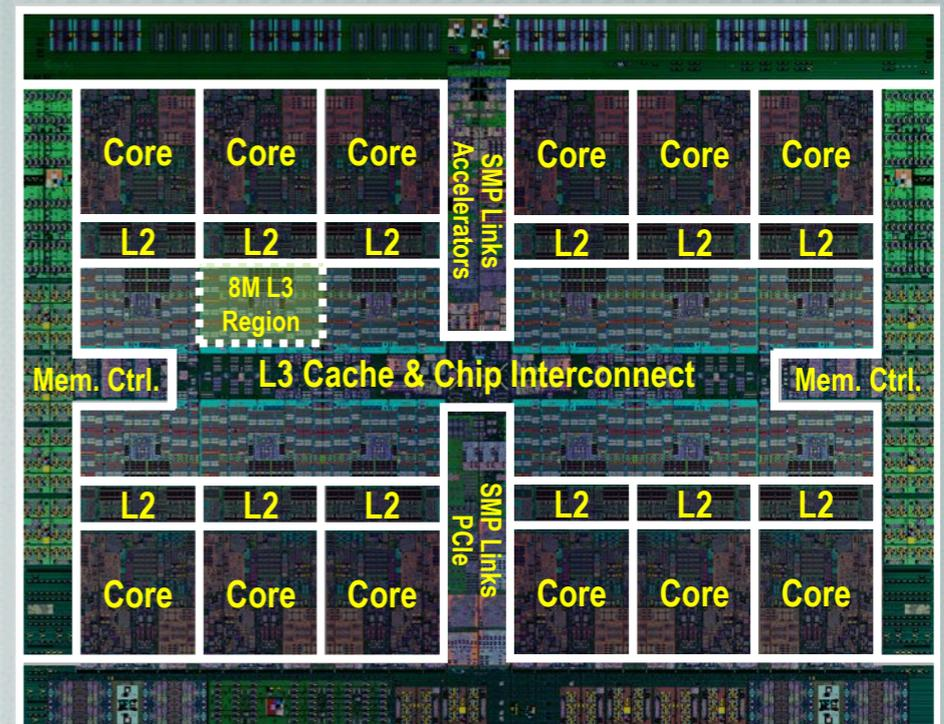 Core
Core
Core
Core
Core
Core
SMP Links
Accelerators
L2
L2
L2
L2
L2
L2
8M L3
Region
Mem. Ctrl.
L3 Cache & Chip Interconnect
Mem. Ctrl.
L2
L2
L2
SMP Links
PCIe
L2
L2
L2
Core
Core
Core
Core
Core
Core